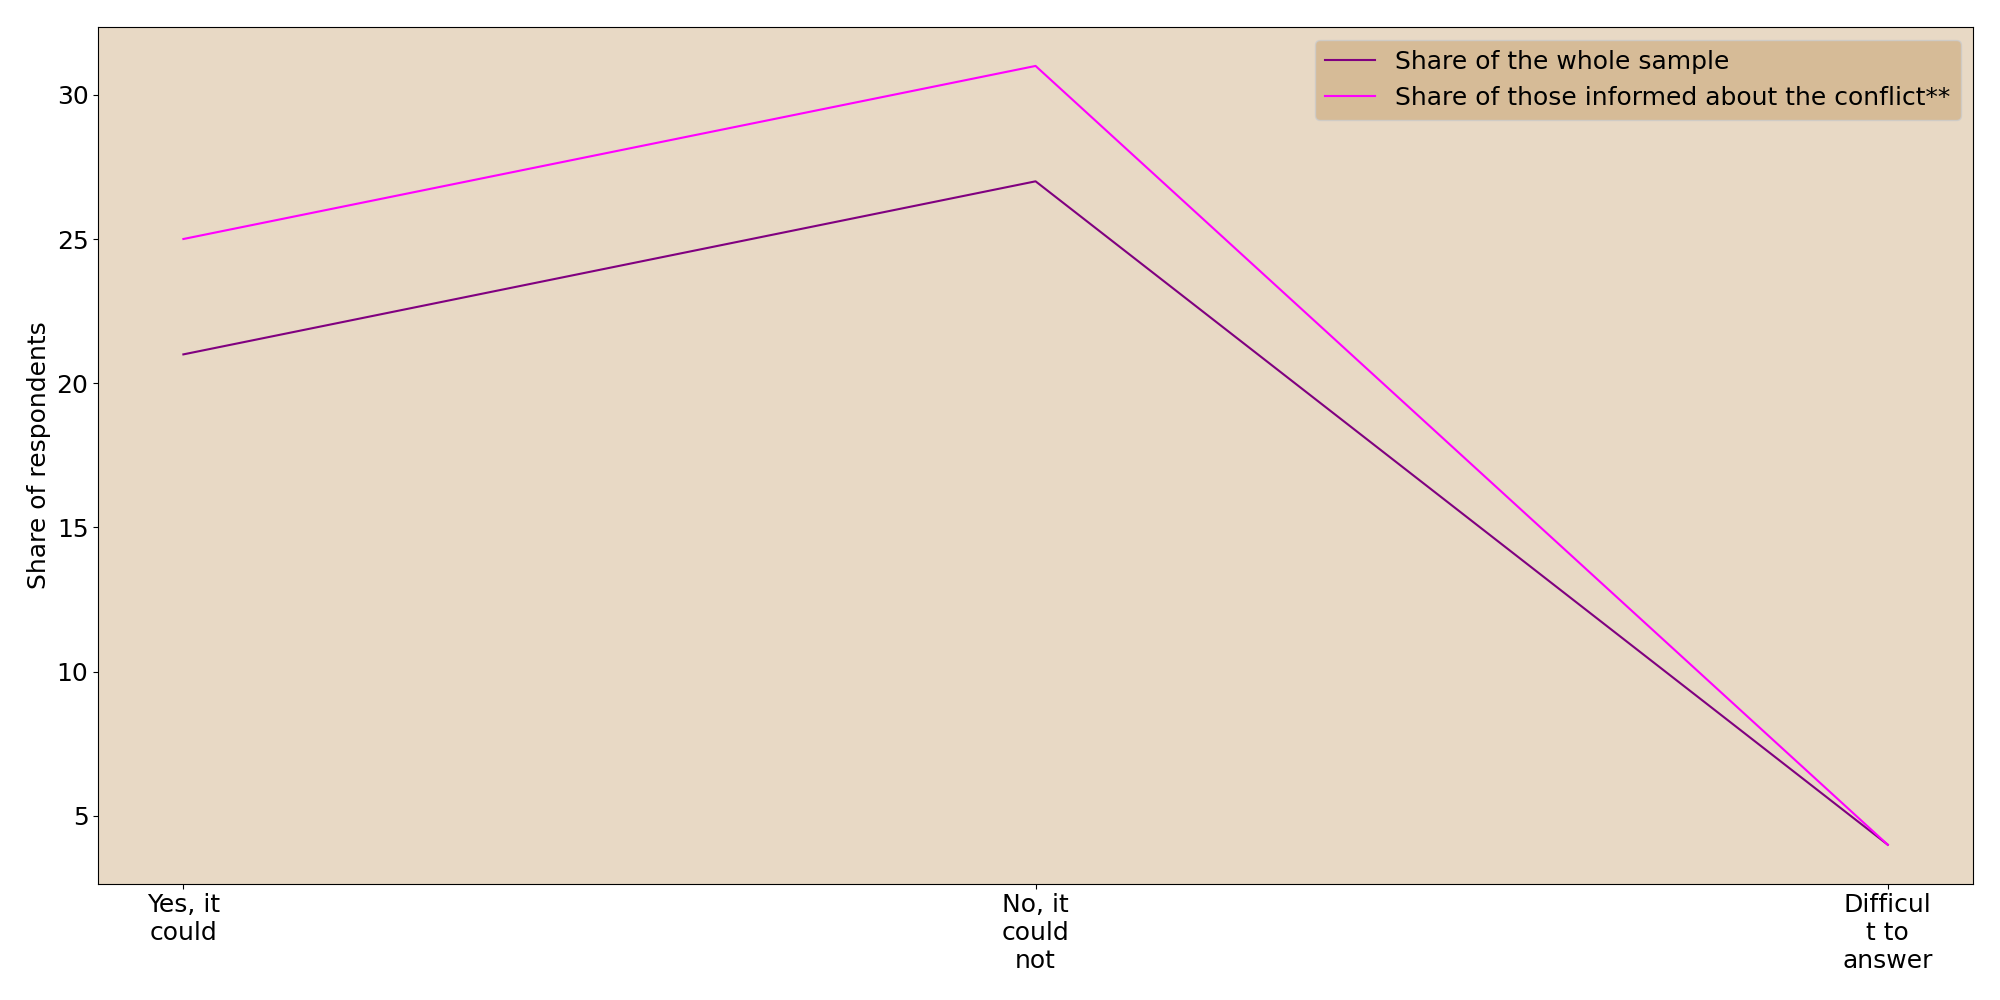 Share of the whole sample
Share of those informed about the conflict**
Share of respondents
30
25
20
15
10
5
Yes, it
could
No, it
could
not
Difficul
t to
answer